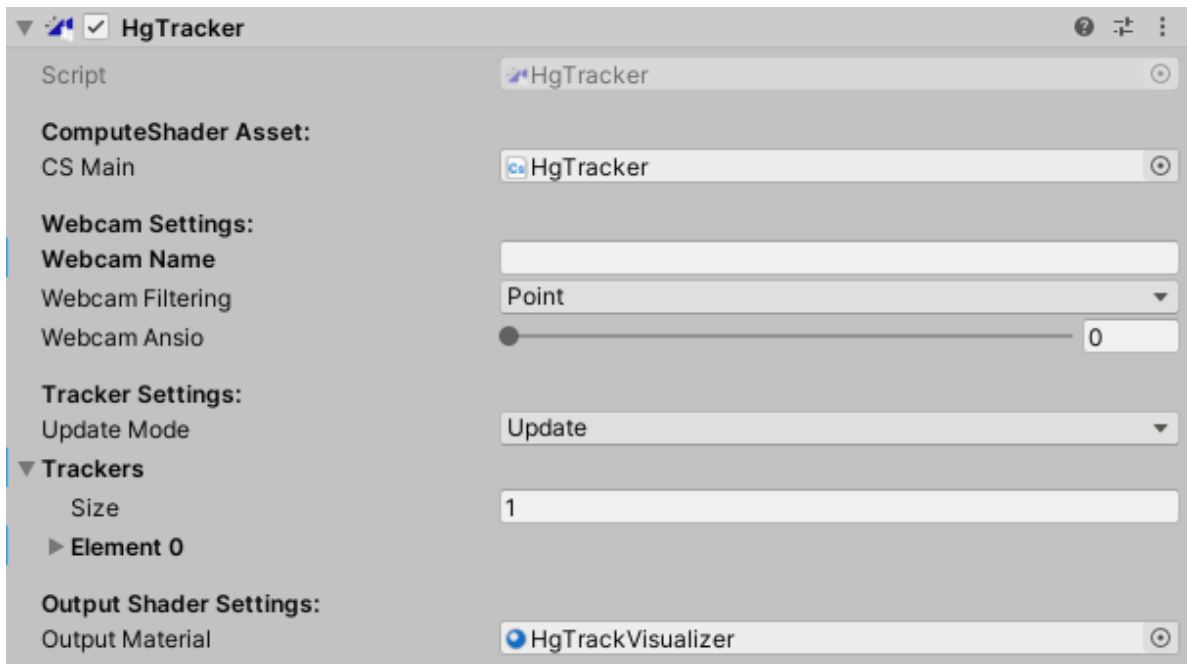 HgTracker
Script HgTracker
ComputeShader Asset:
CS Main HgTracker
Webcam Settings:
Webcam Name
Webcam Filtering Point
Webcam Ansio 0
Tracker Settings:
Update Mode Update
Trackers
Size 1
Element 0
Output Shader Settings:
Output Material HgTrackVisualizer